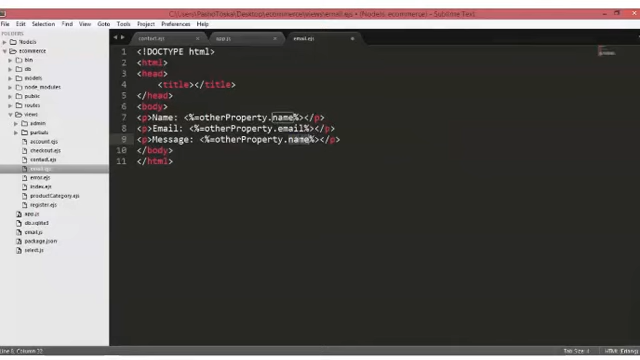 File Edit Selection Find View Goto Tools Project Preferences Help
FOLDERS
NodeJs
ecommerce
bin
db
models
node_modules
public
routes
views
admin
partials
account.ejs
checkout.ejs
contact.ejs
email.ejs
error.ejs
index.ejs
productCategory.ejs
register.ejs
app.js
db.sqlite3
email.js
package.json
contact.ejs
app.js
email.ejs
1 <!DOCTYPE html>
2 <html>
3 <head>
4 <title></title>
5 </head>
6 <body>
7 <p>Name: <%=otherProperty.name%></p>
8 <p>Email: <%=otherProperty.email%></p>
9 <p>Message: <%=otherProperty.name%></p>
10 </body>
11 </html>